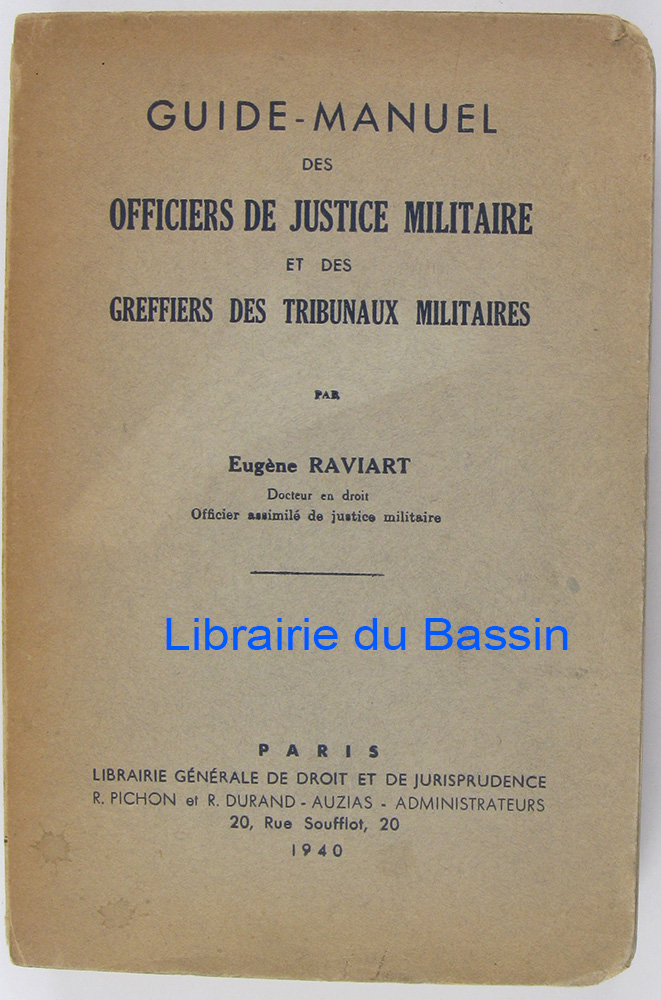 GUIDE-MANUEL
DES
OFFICIERS DE JUSTICE MILITAIRE
ET DES
GREFFIERS DES TRIBUNAUX MILITAIRES
PAR
Eugène RAVIART
Docteur en droit
Officier assimilé de justice militaire
Librairie du Bassin
PARIS
LIBRAIRIE GÉNÉRALE DE DROIT ET DE JURISPRUDENCE
R. PICHON et R. DURAND - AUZIAS - ADMINISTRATEURS
20, Rue Soufflot, 20
1940